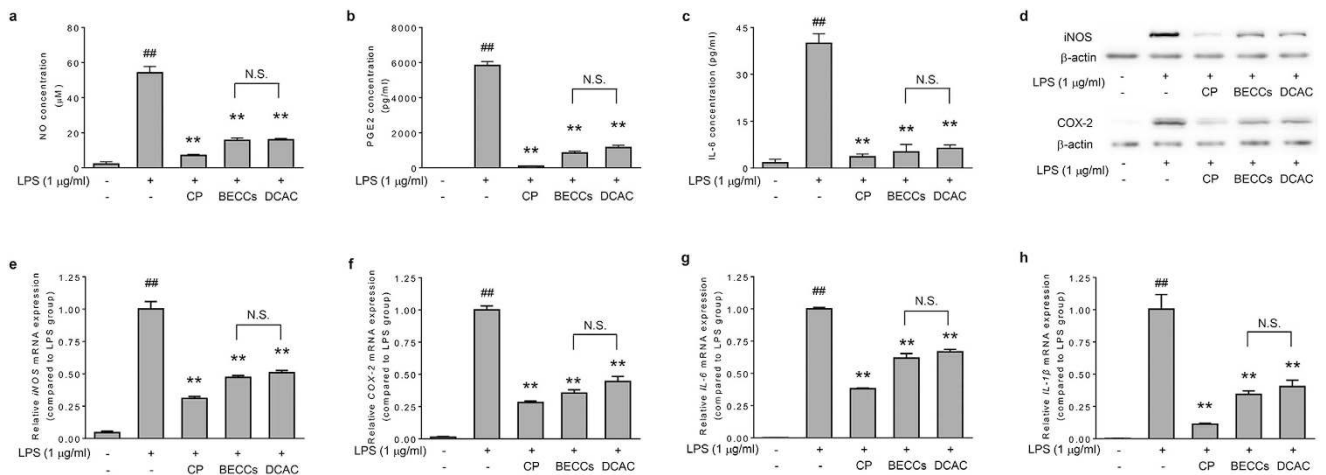 a
NO concentration
(μM)
80
60
40
20
0
##
**
**
**
N.S.
LPS (1 μg/ml)
- + + + +
- - CP BECCs DCAC
b
PGE2 concentration
(pg/ml)
8000
6000
4000
2000
0
##
**
**
**
N.S.
LPS (1 μg/ml)
- + + + +
- - CP BECCs DCAC
c
IL-6 concentration (pg/ml)
45
30
15
0
##
**
**
**
N.S.
LPS (1 μg/ml)
- + + + +
- - CP BECCs DCAC
d
iNOS
β-actin
LPS (1 μg/ml) - + + + +
- - CP BECCs DCAC
COX-2
β-actin
LPS (1 μg/ml) - + + + +
- - CP BECCs DCAC
e
Relative iNOS mRNA expression
(compared to LPS group)
1.25
1.00
0.75
0.50
0.25
0.00
##
**
**
**
N.S.
LPS (1 μg/ml)
- + + + +
- - CP BECCs DCAC
f
Relative COX-2 mRNA expression
(compared to LPS group)
1.25
1.00
0.75
0.50
0.25
0.00
##
**
**
**
N.S.
LPS (1 μg/ml)
- + + + +
- - CP BECCs DCAC
g
Relative IL-6 mRNA expression
(compared to LPS group)
1.25
1.00
0.75
0.50
0.25
0.00
##
**
**
**
N.S.
LPS (1 μg/ml)
- + + + +
- - CP BECCs DCAC
h
Relative IL-1β mRNA expression
(compared to LPS group)
1.25
1.00
0.75
0.50
0.25
0.00
##
**
**
**
N.S.
LPS (1 μg/ml)
- + + + +
- - CP BECCs DCAC